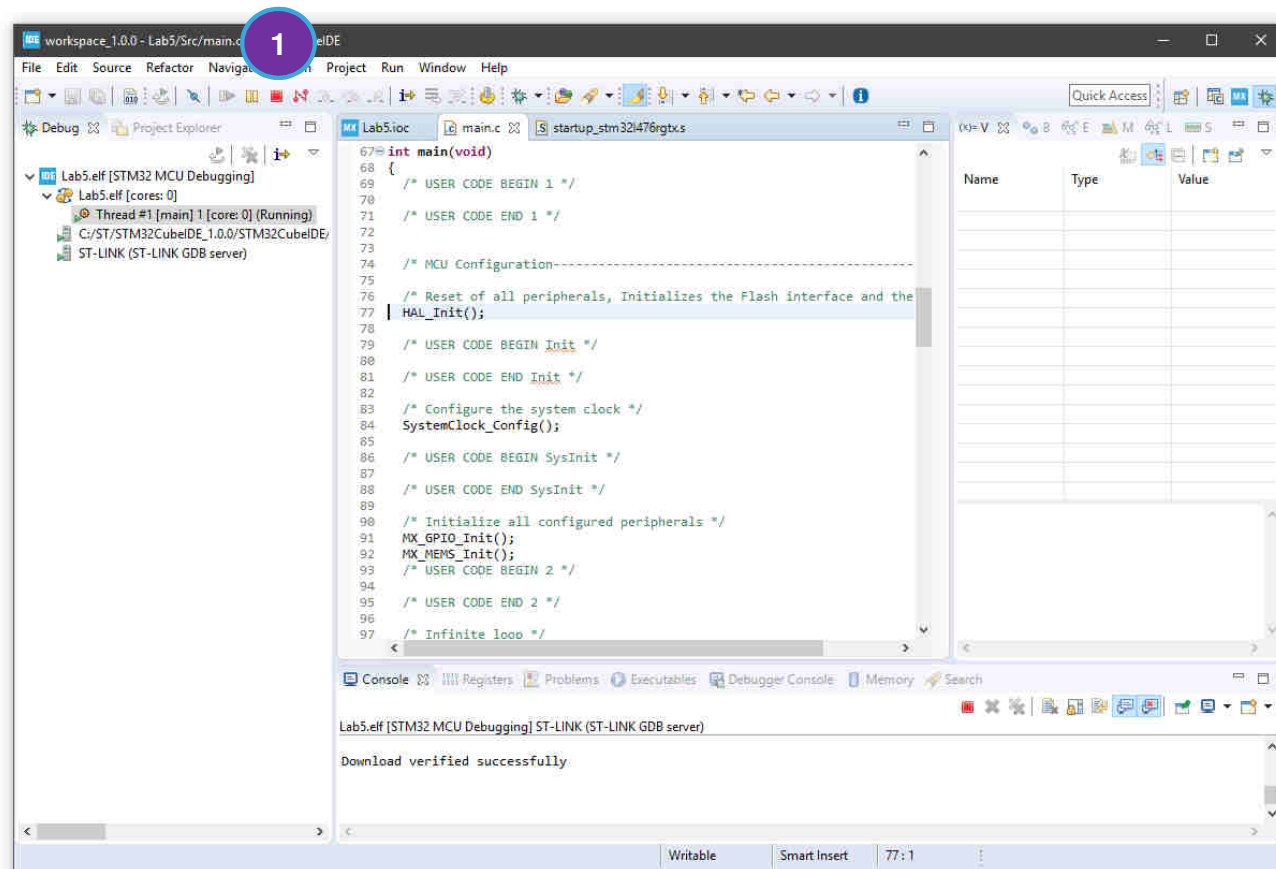 IDE workspace_1.0.0 - Lab5/Src/main.c eIDE
1
File Edit Source Refactor Navigat Project Run Window Help
Quick Access
Debug Project Explorer
Lab5.elf [STM32 MCU Debugging]
Lab5.elf [cores: 0]
Thread #1 [main] 1 [core: 0] (Running)
C:/ST/STM32CubeIDE_1.0.0/STM32CubeIDE/
ST-LINK (ST-LINK GDB server)
MX Lab5.ioc main.c startup_stm32l476rgtx.s
67 int main(void)
68 {
69 /* USER CODE BEGIN 1 */
70
71 /* USER CODE END 1 */
72
73
74 /* MCU Configuration------------------------------------------------
75
76 /* Reset of all peripherals, Initializes the Flash interface and the
77 HAL_Init();
78
79 /* USER CODE BEGIN Init */
80
81 /* USER CODE END Init */
82
83 /* Configure the system clock */
84 SystemClock_Config();
85
86 /* USER CODE BEGIN SysInit */
87
88 /* USER CODE END SysInit */
89
90 /* Initialize all configured peripherals */
91 MX_GPIO_Init();
92 MX_MEMS_Init();
93 /* USER CODE BEGIN 2 */
94
95 /* USER CODE END 2 */
96
97 /* Infinite loop */
(x)= V B E M L S
Name Type Value
Console Registers Problems Executables Debugger Console Memory Search
Lab5.elf [STM32 MCU Debugging] ST-LINK (ST-LINK GDB server)
Download verified successfully
Writable Smart Insert 77 : 1